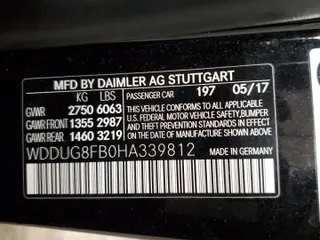 MFD BY DAIMLER AG STUTTGART
KG LBS PASSENGER CAR 197 05/17
GVWR 2750 6063
GAWR FRONT 1355 2987
GAWR REAR 1460 3219
THIS VEHICLE CONFORMS TO ALL APPLICABLE
U.S. FEDERAL MOTOR VEHICLE SAFETY, BUMPER
AND THEFT PREVENTION STANDARDS IN EFFECT
ON THE DATE OF MANUFACTURE SHOWN ABOVE.
WDDUG8FB0HA339812
MADE IN GERMANY